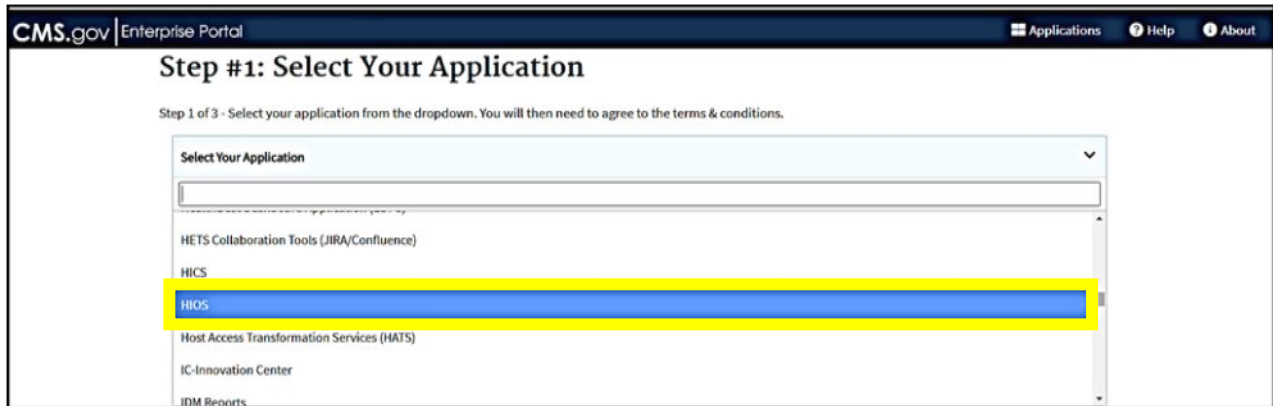 CMS.gov Enterprise Portal Applications Help About
Step #1: Select Your Application
Step 1 of 3 - Select your application from the dropdown. You will then need to agree to the terms & conditions.
Select Your Application
HETS Collaboration Tools (JIRA/Confluence)
HICS
HIOS
Host Access Transformation Services (HATS)
IC-Innovation Center
IDM Reports